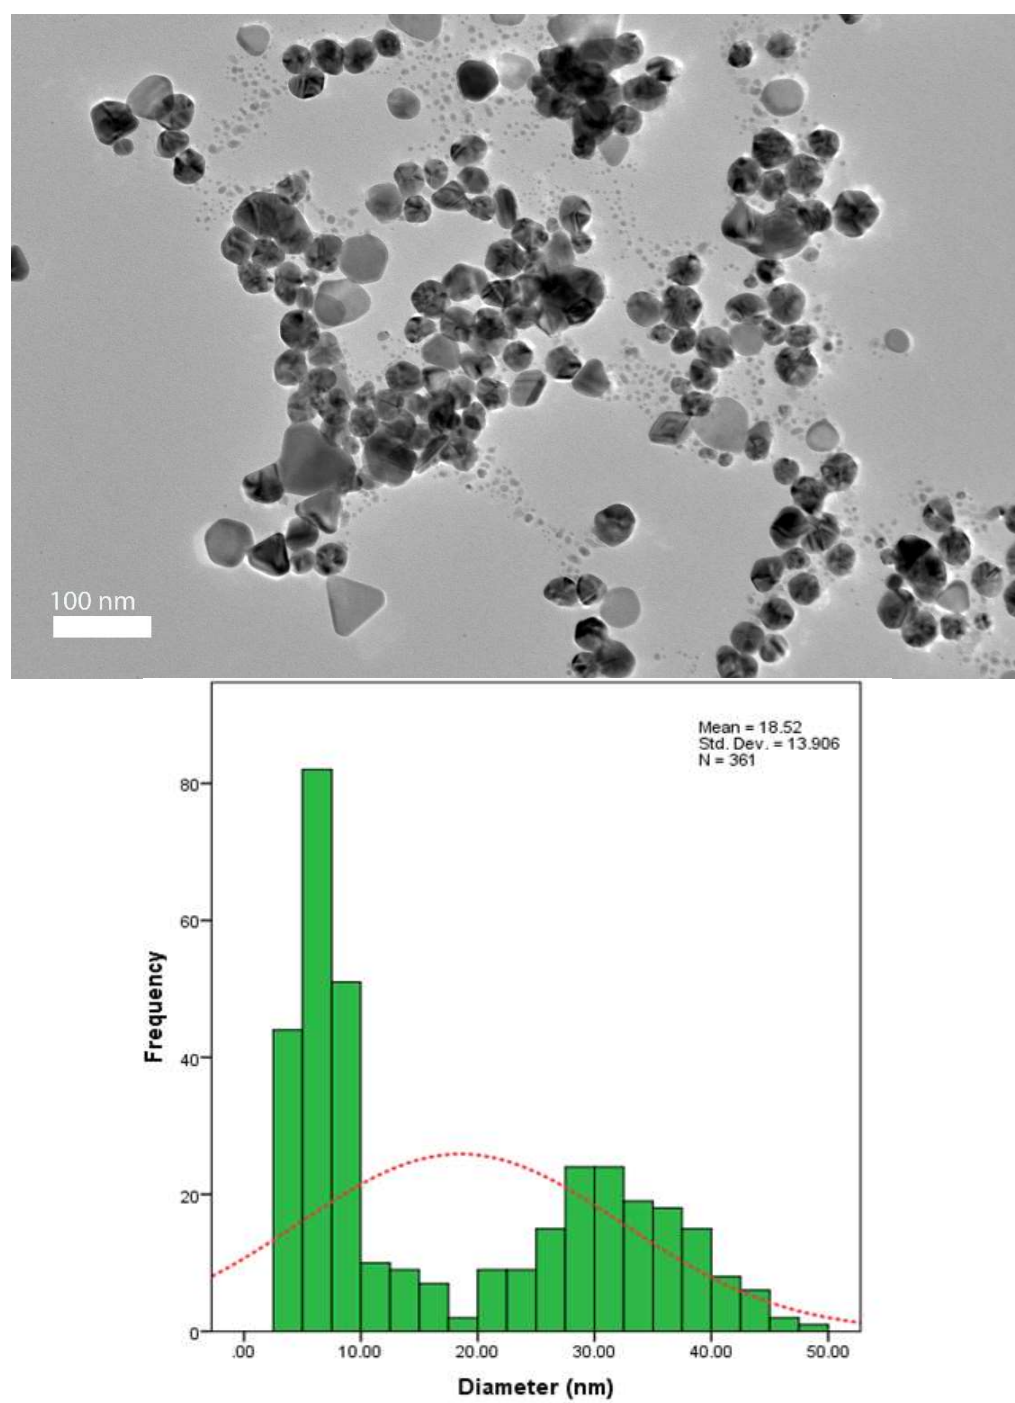 100 nm
Mean = 18.52
Std. Dev. = 13.906
N = 361
80
60
40
20
0
Frequency
.00 10.00 20.00 30.00 40.00 50.00
Diameter (nm)